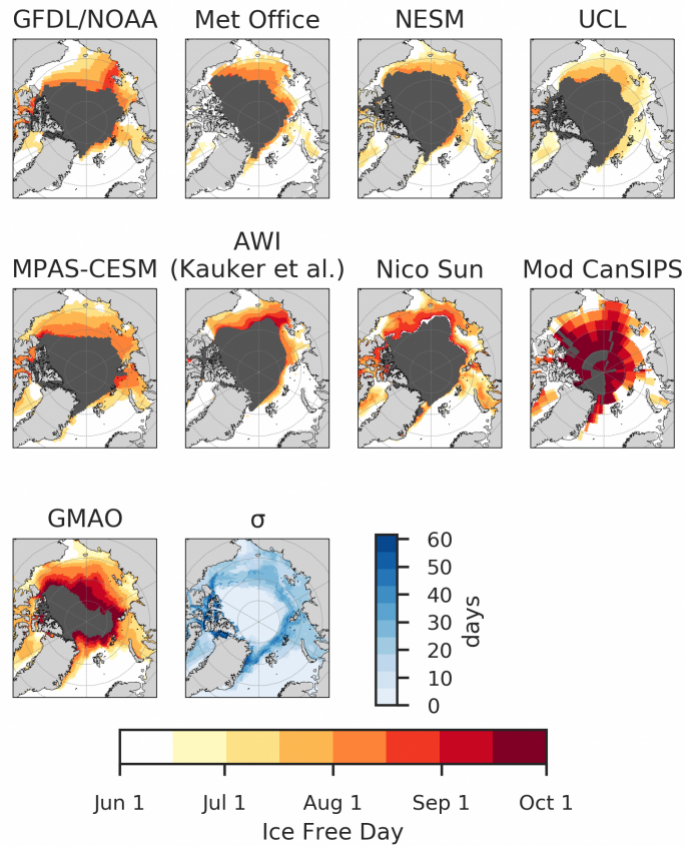 GFDL/NOAA Met Office NESM UCL
MPAS-CESM AWI (Kauker et al.) Nico Sun Mod CanSIPS
GMAO σ
60
50
40
30
20
10
0
days
Jun 1 Jul 1 Aug 1 Sep 1 Oct 1
Ice Free Day